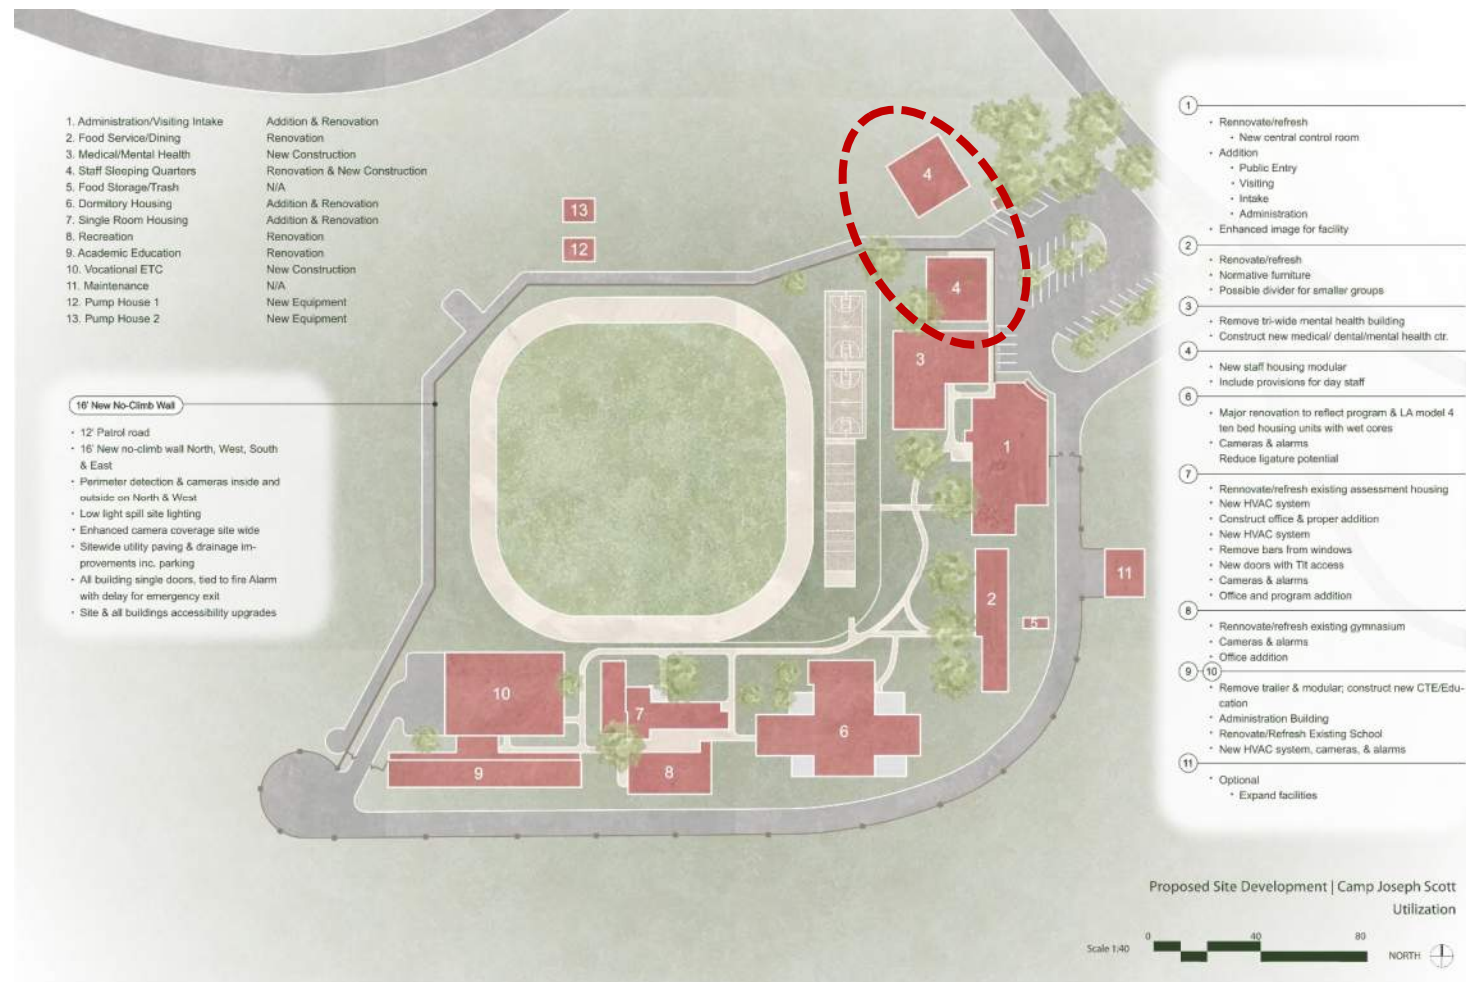 1. Administration/Visiting Intake Addition & Renovation
2. Food Service/Dining Renovation
3. Medical/Mental Health New Construction
4. Staff Sleeping Quarters Renovation & New Construction
5. Food Storage/Trash N/A
6. Dormitory Housing Addition & Renovation
7. Single Room Housing Addition & Renovation
8. Recreation Renovation
9. Academic Education Renovation
10. Vocational ETC New Construction
11. Maintenance N/A
12. Pump House 1 New Equipment
13. Pump House 2 New Equipment
16' New No-Climb Wall
• 12' Patrol road
• 16' New no-climb wall North, West, South
& East
• Perimeter detection & cameras inside and
outside on North & West
• Low light spill site lighting
• Enhanced camera coverage site wide
• Sitewide utility paving & drainage im-
provements inc. parking
• All building single doors, tied to fire Alarm
with delay for emergency exit
• Site & all buildings accessibility upgrades
13
12
4
4
3
1
2
5
11
10
7
6
9
8
1
• Rennovate/refresh
• New central control room
• Addition
• Public Entry
• Visiting
• Intake
• Administration
• Enhanced image for facility
2
• Renovate/refresh
• Normative furniture
• Possible divider for smaller groups
3
• Remove tri-wide mental health building
• Construct new medical/ dental/mental health ctr.
4
• New staff housing modular
• Include provisions for day staff
6
• Major renovation to reflect program & LA model 4
ten bed housing units with wet cores
• Cameras & alarms
Reduce ligature potential
7
• Rennovate/refresh existing assessment housing
• New HVAC system
• Construct office & proper addition
• New HVAC system
• Remove bars from windows
• New doors with Tlt access
• Cameras & alarms
• Office and program addition
8
• Rennovate/refresh existing gymnasium
• Cameras & alarms
• Office addition
9 10
• Remove trailer & modular; construct new CTE/Edu-
cation
• Administration Building
• Renovate/Refresh Existing School
• New HVAC system, cameras, & alarms
11
• Optional
• Expand facilities
Proposed Site Development | Camp Joseph Scott
Utilization
Scale 1:40
0 40 80
NORTH